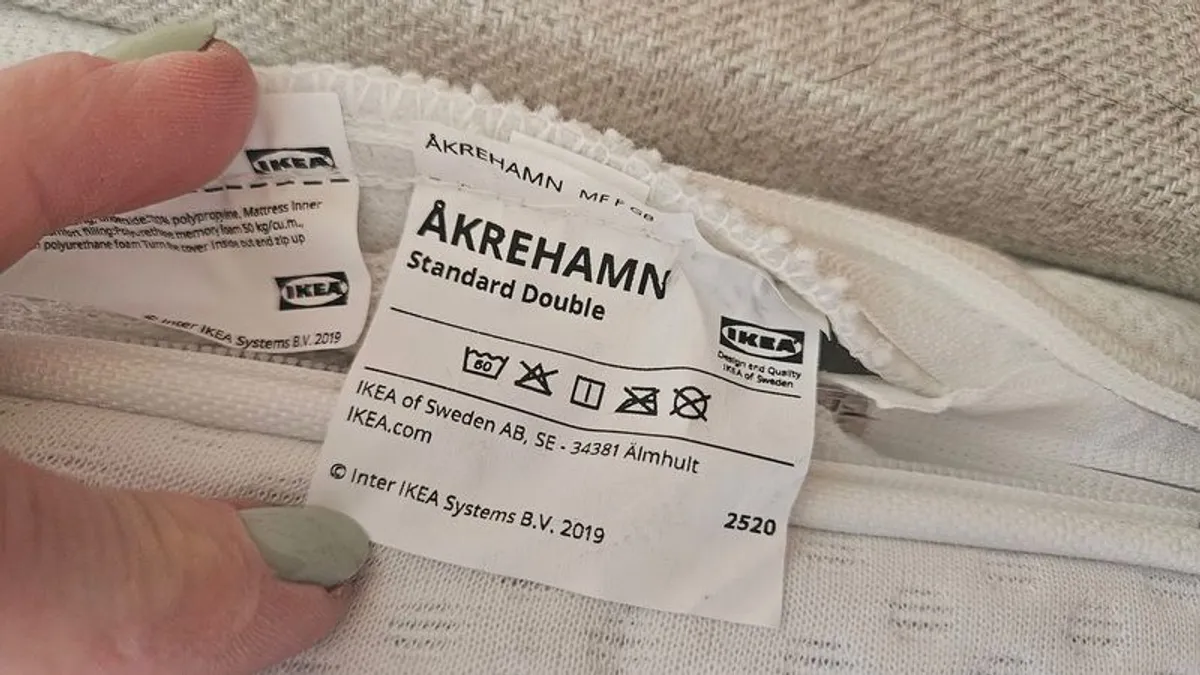 IKEA
polypropylene. Mattress Inner
filling: Polyurethane memory foam 50 kg/cu.m.,
polyurethane foam Turn the cover inside out and zip up
IKEA
© Inter IKEA Systems B.V. 2019
ÅKREHAMN MF F GB
ÅKREHAMN
Standard Double
IKEA
Design and Quality
IKEA of Sweden
60
IKEA of Sweden AB, SE - 34381 Älmhult
IKEA.com
© Inter IKEA Systems B.V. 2019
2520